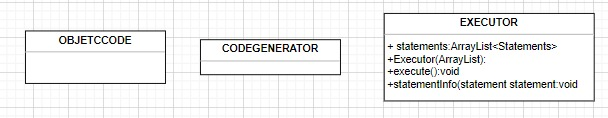 OBJETCCODE
CODEGENERATOR
EXECUTOR
+ statements:ArrayList<Statements>
+Executor(ArrayList):
+execute():void
+statementInfo(statement statement:void